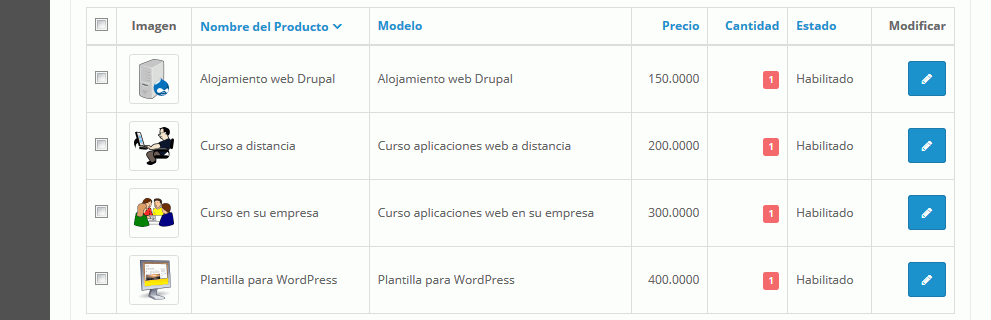 Imagen Nombre del Producto Modelo Precio Cantidad Estado Modificar
Alojamiento web Drupal Alojamiento web Drupal 150.0000 1 Habilitado
Curso a distancia Curso aplicaciones web a distancia 200.0000 1 Habilitado
Curso en su empresa Curso aplicaciones web en su empresa 300.0000 1 Habilitado
Plantilla para WordPress Plantilla para WordPress 400.0000 1 Habilitado